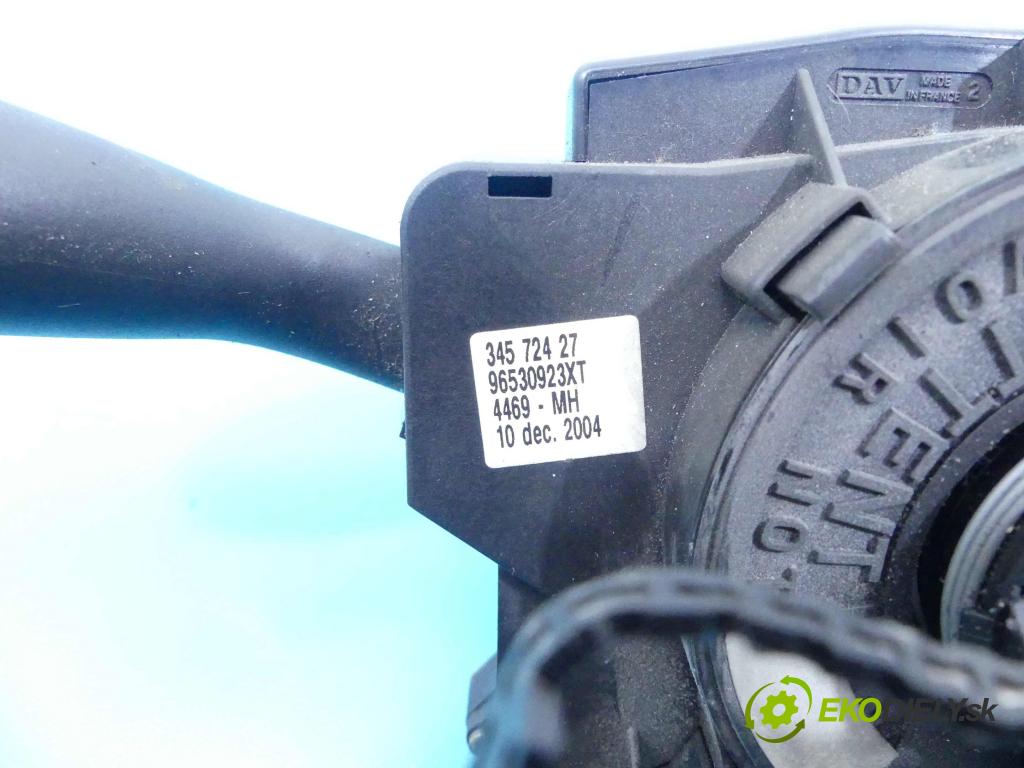 DAV MADE IN FRANCE 2
345 724 27
96530923XT
4469 - MH
10 dec. 2004
EKODIELY.sk